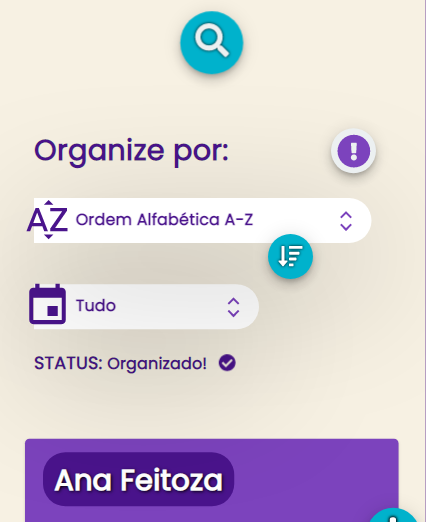 Organize por:
AZ Ordem Alfabética A-Z
Tudo
STATUS: Organizado!
Ana Feitoza